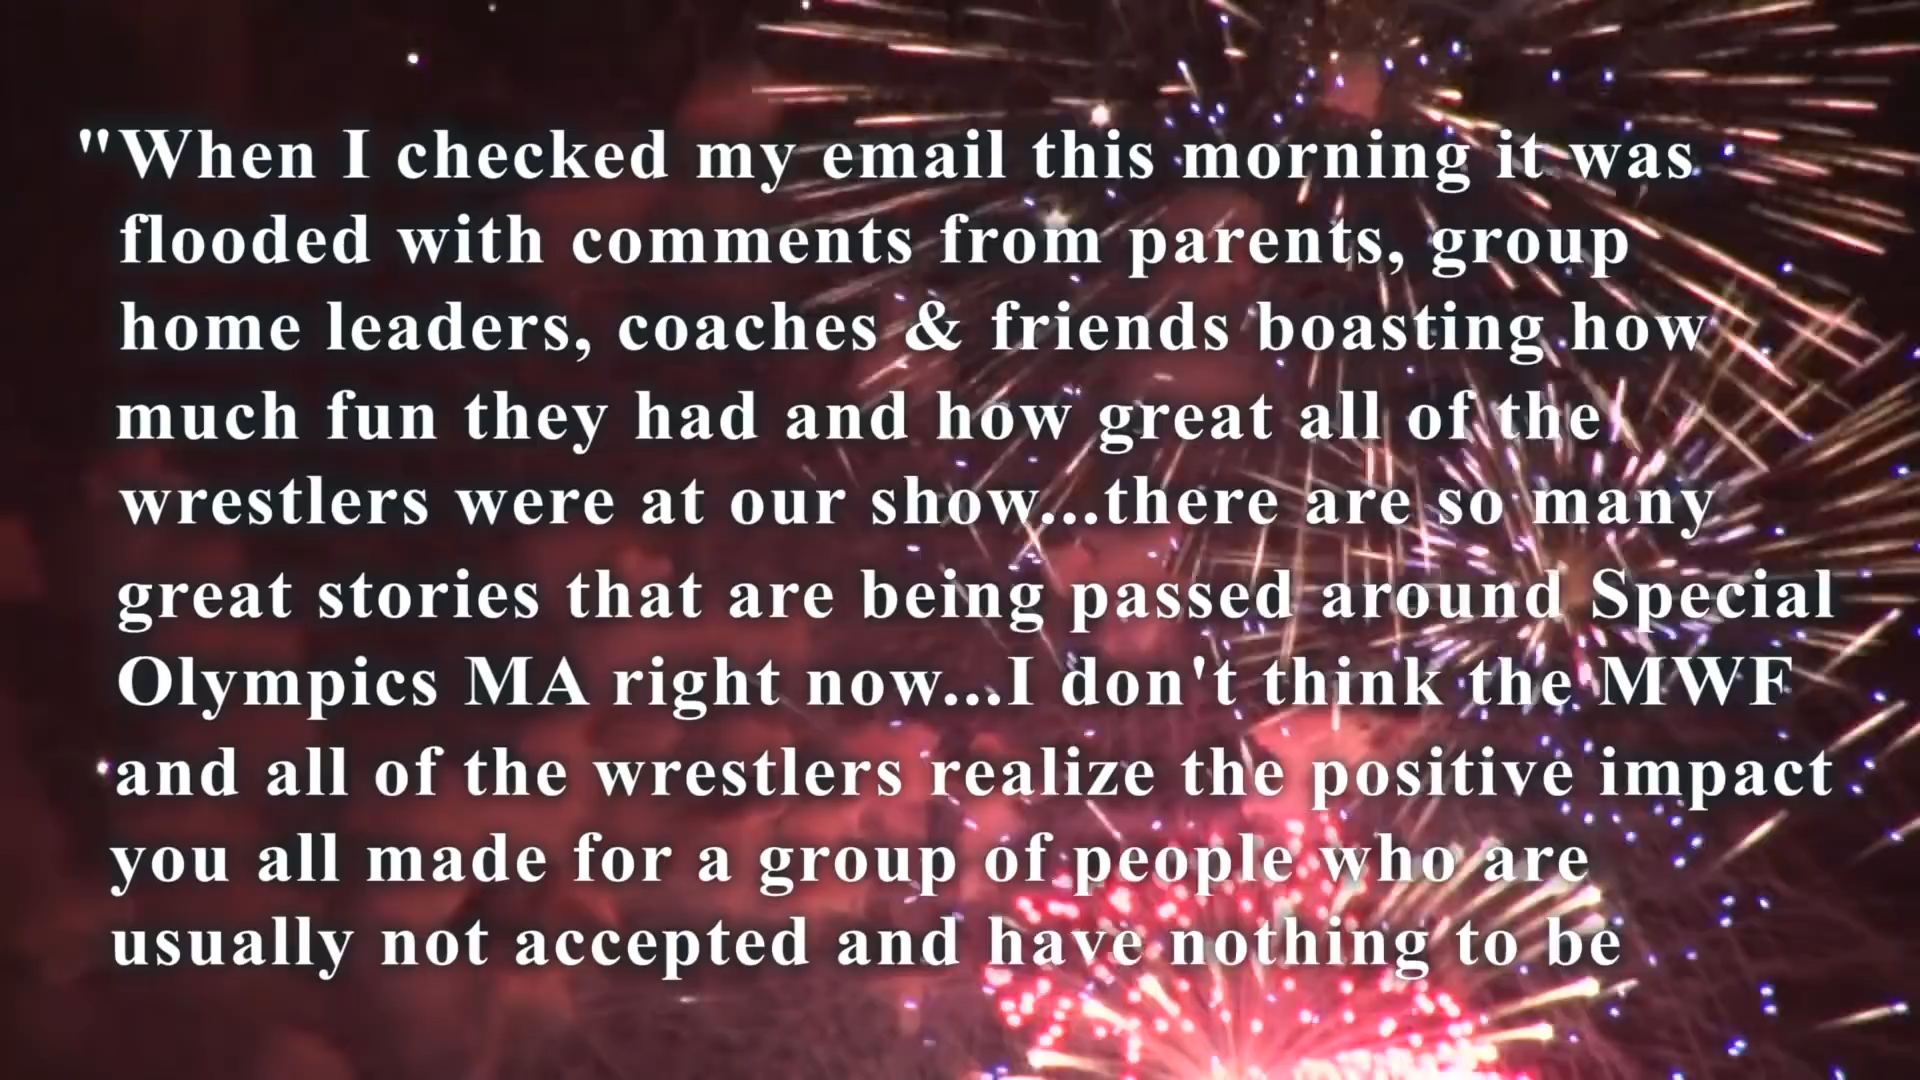 "When I checked my email this morning it was
flooded with comments from parents, group
home leaders, coaches & friends boasting how
much fun they had and how great all of the
wrestlers were at our show...there are so many
great stories that are being passed around Special
Olympics MA right now...I don't think the MWF
and all of the wrestlers realize the positive impact
you all made for a group of people who are
usually not accepted and have nothing to be